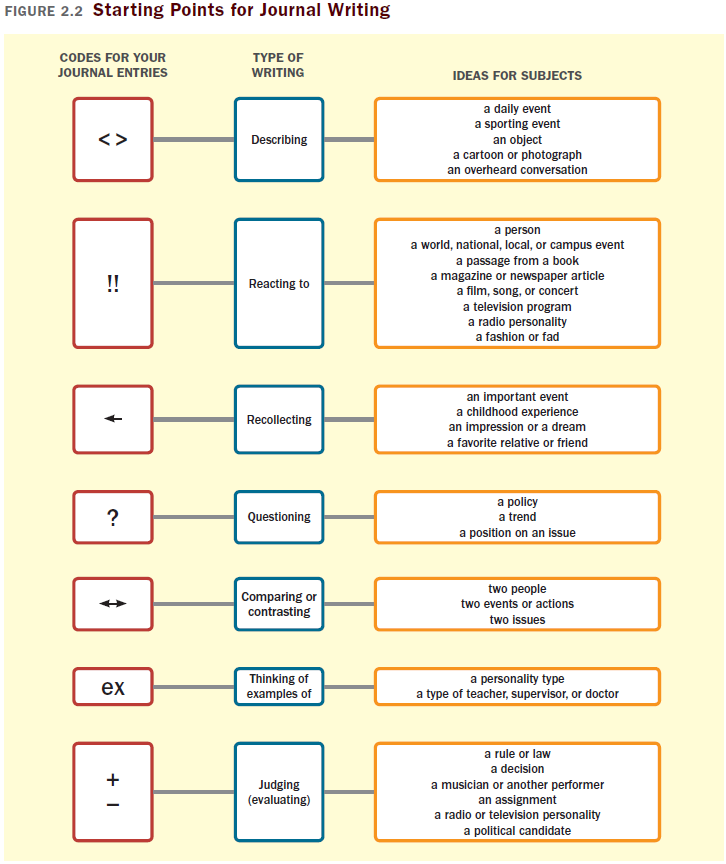 FIGURE 2.2 Starting Points for Journal Writing
CODES FOR YOUR
JOURNAL ENTRIES
TYPE OF
WRITING
IDEAS FOR SUBJECTS
< >
Describing
a daily event
a sporting event
an object
a cartoon or photograph
an overheard conversation
!!
Reacting to
a person
a world, national, local, or campus event
a passage from a book
a magazine or newspaper article
a film, song, or concert
a television program
a radio personality
a fashion or fad
←
Recollecting
an important event
a childhood experience
an impression or a dream
a favorite relative or friend
?
Questioning
a policy
a trend
a position on an issue
↔
Comparing or
contrasting
two people
two events or actions
two issues
ex
Thinking of
examples of
a personality type
a type of teacher, supervisor, or doctor
+
–
Judging
(evaluating)
a rule or law
a decision
a musician or another performer
an assignment
a radio or television personality
a political candidate